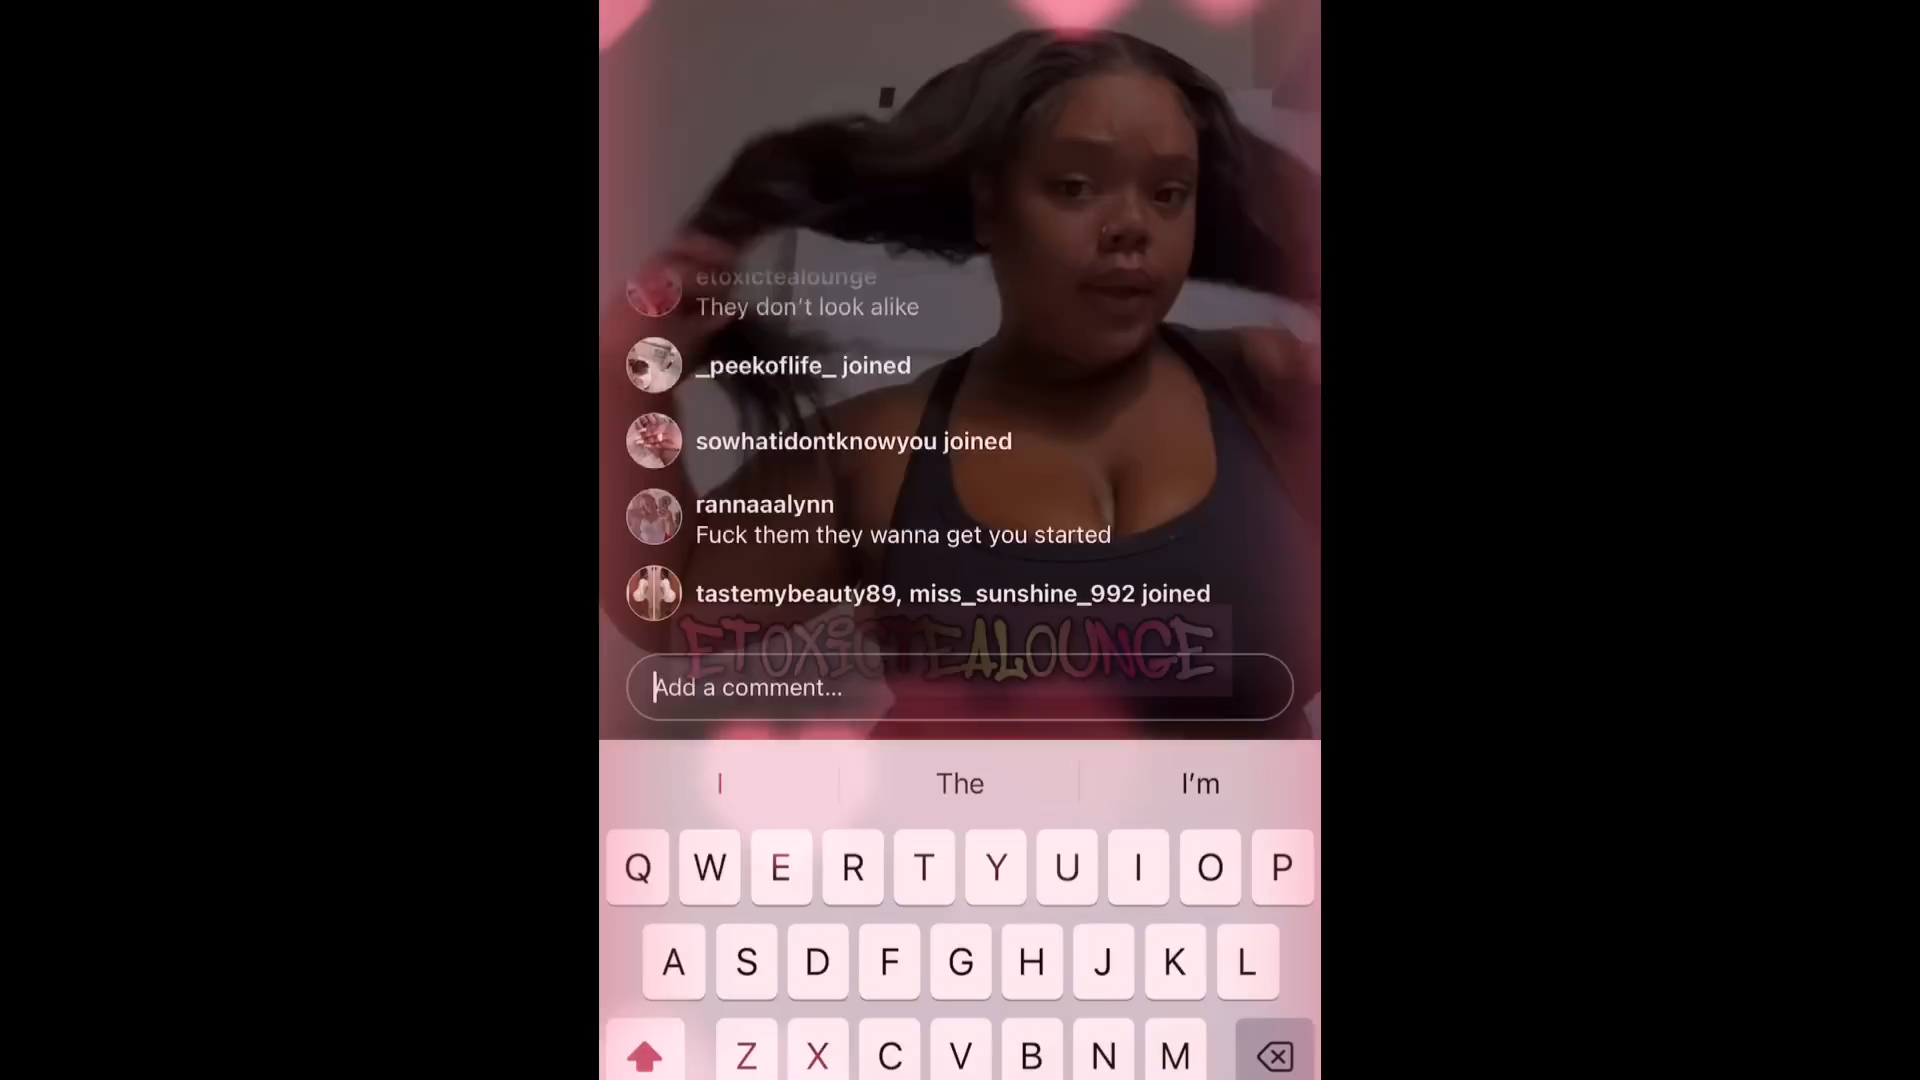 etoxictealounge
They don't look alike
_peekoflife_ joined
sowhatidontknowyou joined
rannaaalynn
Fuck them they wanna get you started
tastemybeauty89, miss_sunshine_992 joined
ETOXiCTEALOUNGE
Add a comment...
I The I'm
Q W E R T Y U I O P
A S D F G H J K L
Z X C V B N M